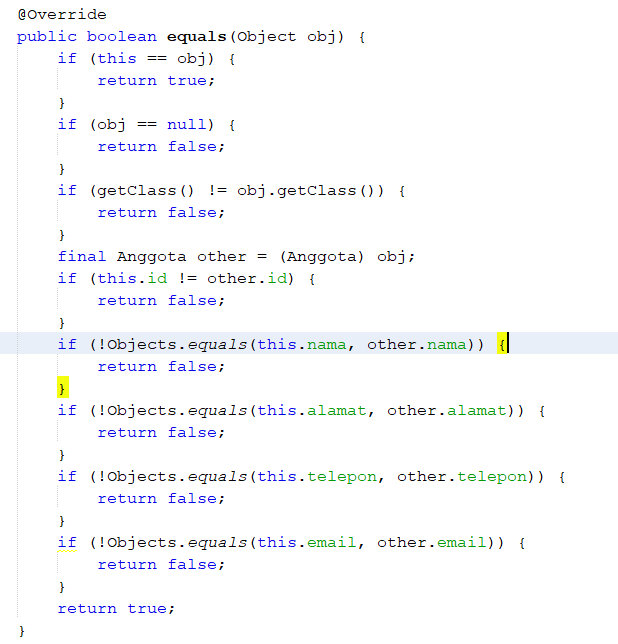 @Override
public boolean equals(Object obj) {
    if (this == obj) {
        return true;
    }
    if (obj == null) {
        return false;
    }
    if (getClass() != obj.getClass()) {
        return false;
    }
    final Anggota other = (Anggota) obj;
    if (this.id != other.id) {
        return false;
    }
    if (!Objects.equals(this.nama, other.nama)) {
        return false;
    }
    if (!Objects.equals(this.alamat, other.alamat)) {
        return false;
    }
    if (!Objects.equals(this.telepon, other.telepon)) {
        return false;
    }
    if (!Objects.equals(this.email, other.email)) {
        return false;
    }
    return true;
}